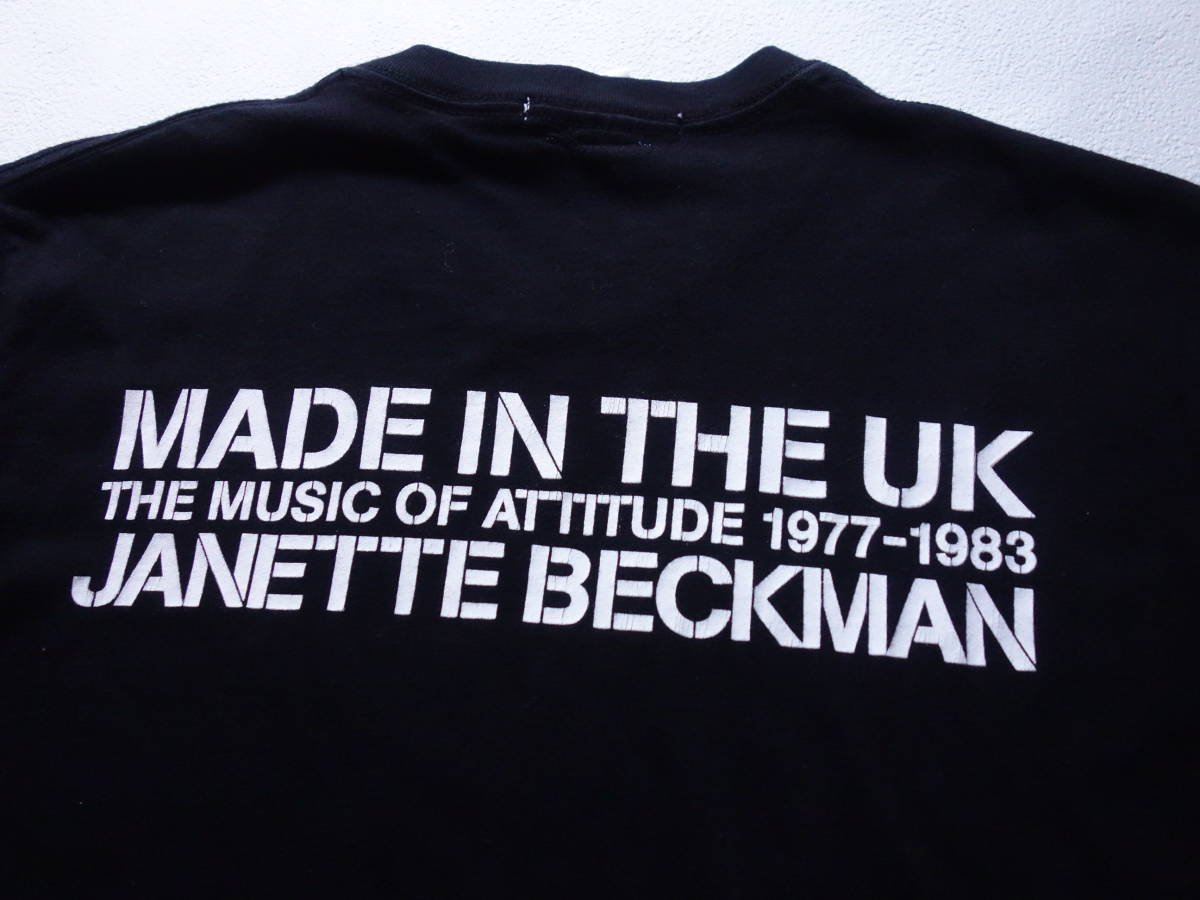 MADE IN THE UK
THE MUSIC OF ATTITUDE 1977-1983
JANETTE BECKMAN